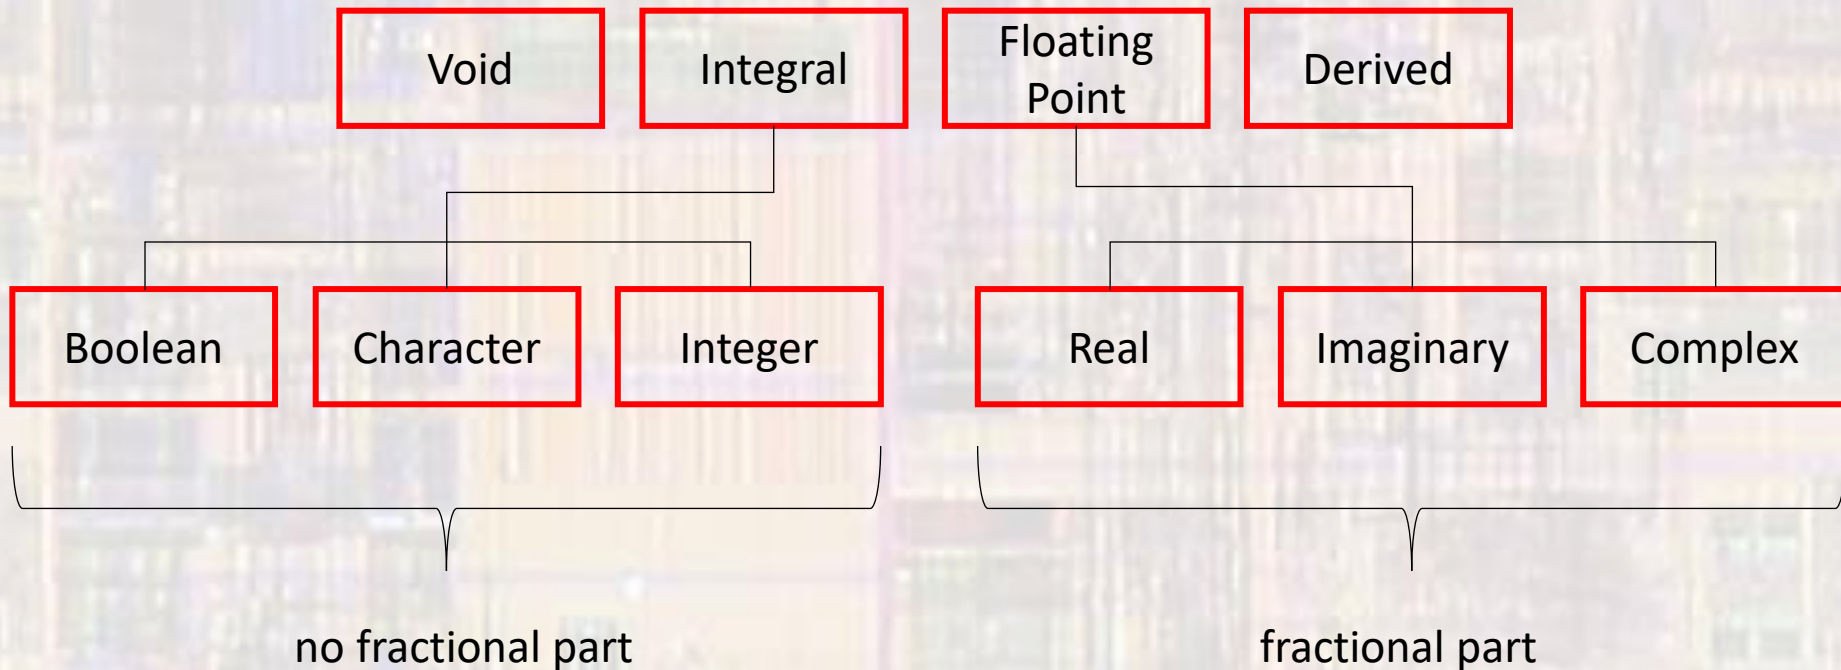 Void
Integral
Floating
Point
Derived
Boolean
Character
Integer
Real
Imaginary
Complex
no fractional part
fractional part